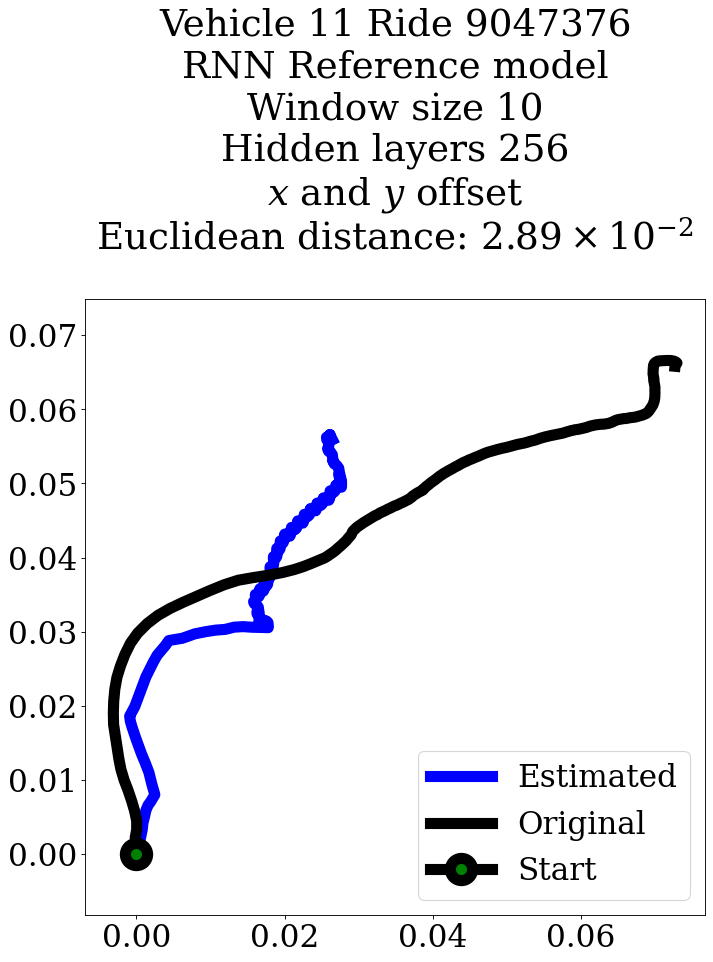 Vehicle 11 Ride 9047376
RNN Reference model
Window size 10
Hidden layers 256
x and y offset
Euclidean distance: 2.89 × 10⁻²
0.07
0.06
0.05
0.04
0.03
0.02
0.01
0.00
Estimated
Original
Start
0.00 0.02 0.04 0.06